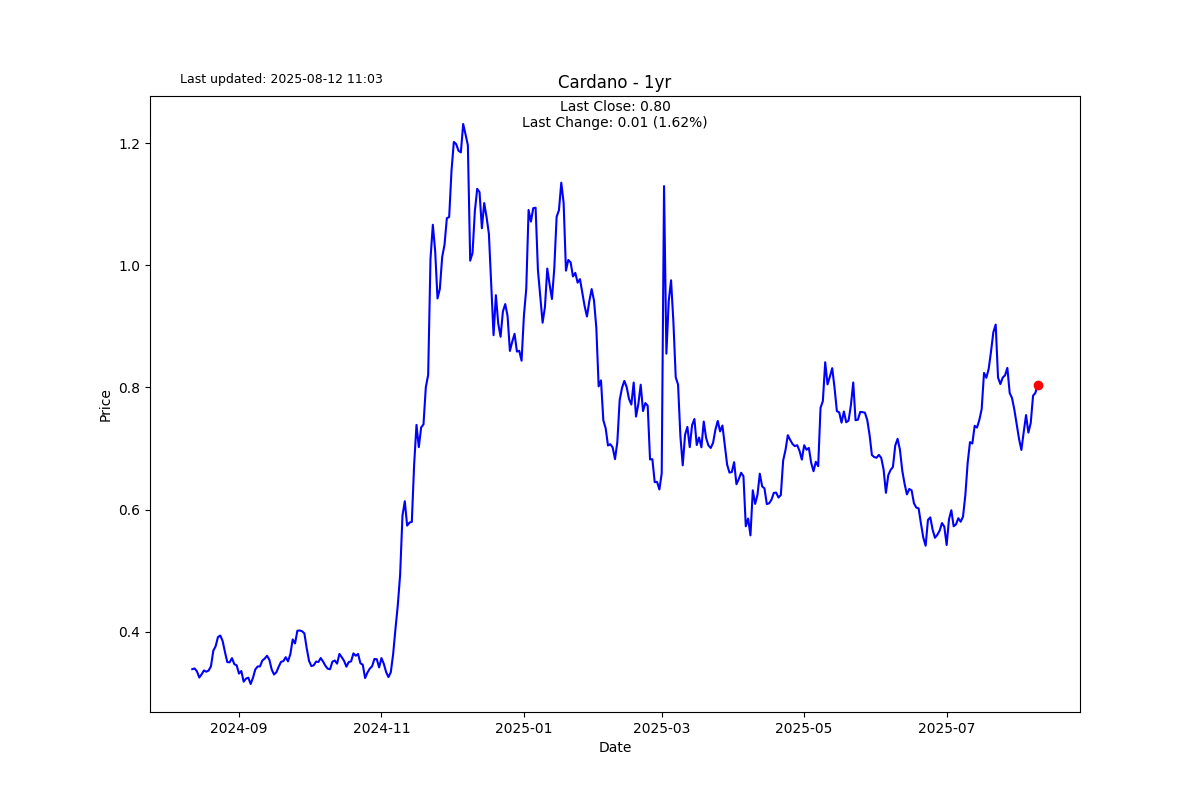 Last updated: 2025-08-12 11:03
Cardano - 1yr
Last Close: 0.80
Last Change: 0.01 (1.62%)
1.2
1.0
0.8
0.6
0.4
Price
2024-09
2024-11
2025-01
2025-03
2025-05
2025-07
Date